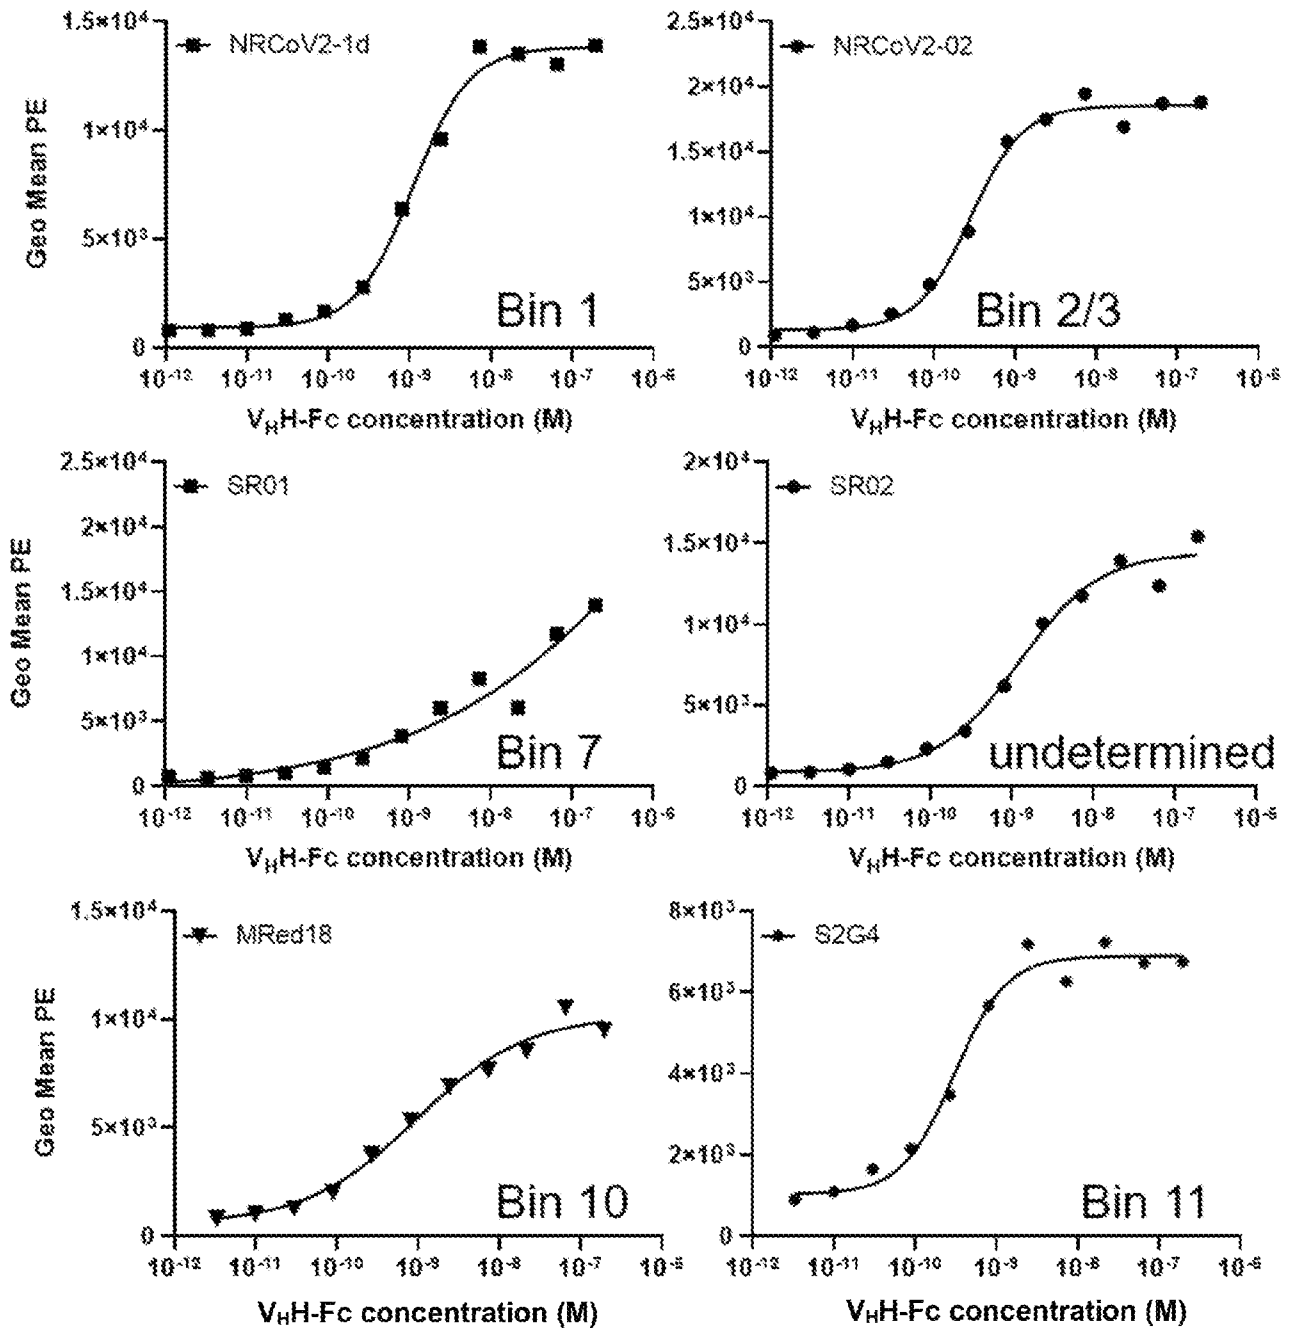 1.5×10⁴
NRCoV2-1d
1×10⁴
5×10³
0
Geo Mean PE
Bin 1
10⁻¹² 10⁻¹¹ 10⁻¹⁰ 10⁻⁹ 10⁻⁸ 10⁻⁷ 10⁻⁶
VHH-Fc concentration (M)
2.5×10⁴
NRCoV2-02
2×10⁴
1.5×10⁴
1×10⁴
5×10³
0
Bin 2/3
10⁻¹² 10⁻¹¹ 10⁻¹⁰ 10⁻⁹ 10⁻⁸ 10⁻⁷ 10⁻⁶
VHH-Fc concentration (M)
2.5×10⁴
SR01
2×10⁴
1.5×10⁴
1×10⁴
5×10³
0
Geo Mean PE
Bin 7
10⁻¹² 10⁻¹¹ 10⁻¹⁰ 10⁻⁹ 10⁻⁸ 10⁻⁷ 10⁻⁶
VHH-Fc concentration (M)
2×10⁴
SR02
1.5×10⁴
1×10⁴
5×10³
0
undetermined
10⁻¹² 10⁻¹¹ 10⁻¹⁰ 10⁻⁹ 10⁻⁸ 10⁻⁷ 10⁻⁶
VHH-Fc concentration (M)
1.5×10⁴
MRed18
1×10⁴
5×10³
0
Geo Mean PE
Bin 10
10⁻¹² 10⁻¹¹ 10⁻¹⁰ 10⁻⁹ 10⁻⁸ 10⁻⁷ 10⁻⁶
VHH-Fc concentration (M)
8×10³
S2G4
6×10³
4×10³
2×10³
0
Bin 11
10⁻¹² 10⁻¹¹ 10⁻¹⁰ 10⁻⁹ 10⁻⁸ 10⁻⁷ 10⁻⁶
VHH-Fc concentration (M)